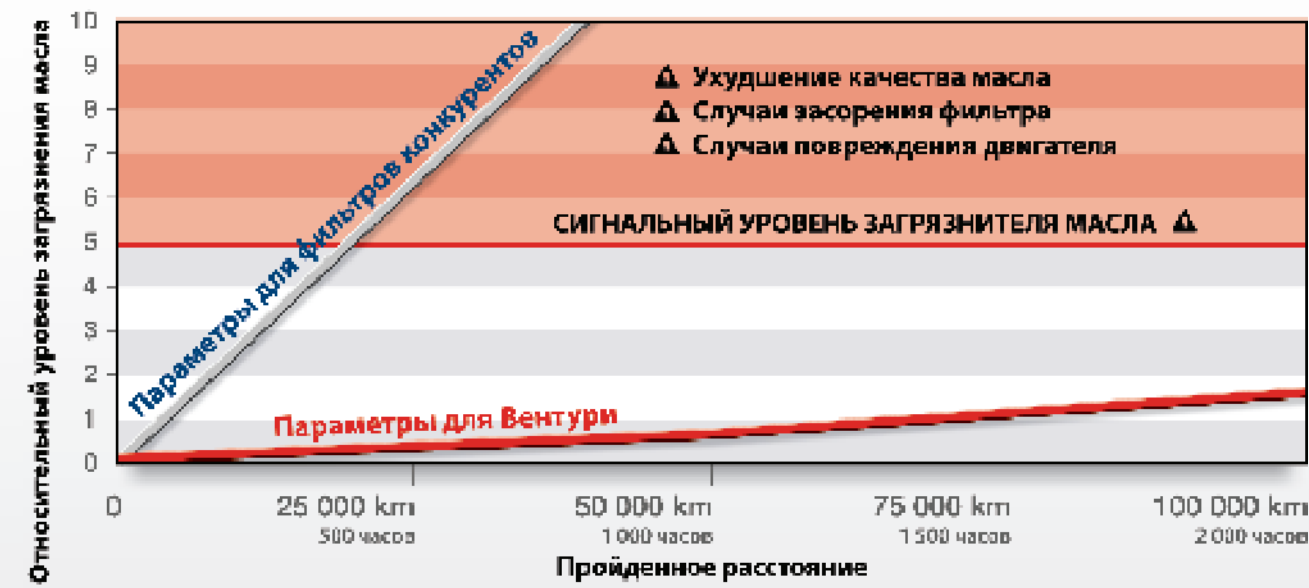 Относительный уровень загрязнения масла
10
9
8
7
6
5
4
3
2
1
0
Параметры для фильтров конкурентов
Ухудшение качества масла
Случаи засорения фильтра
Случаи повреждения двигателя
СИГНАЛЬНЫЙ УРОВЕНЬ ЗАГРЯЗНИТЕЛЯ МАСЛА
Параметры для Вентури
0 25 000 km 50 000 km 75 000 km 100 000 km
500 часов 1 000 часов 1 500 часов 2 000 часов
Пройденное расстояние